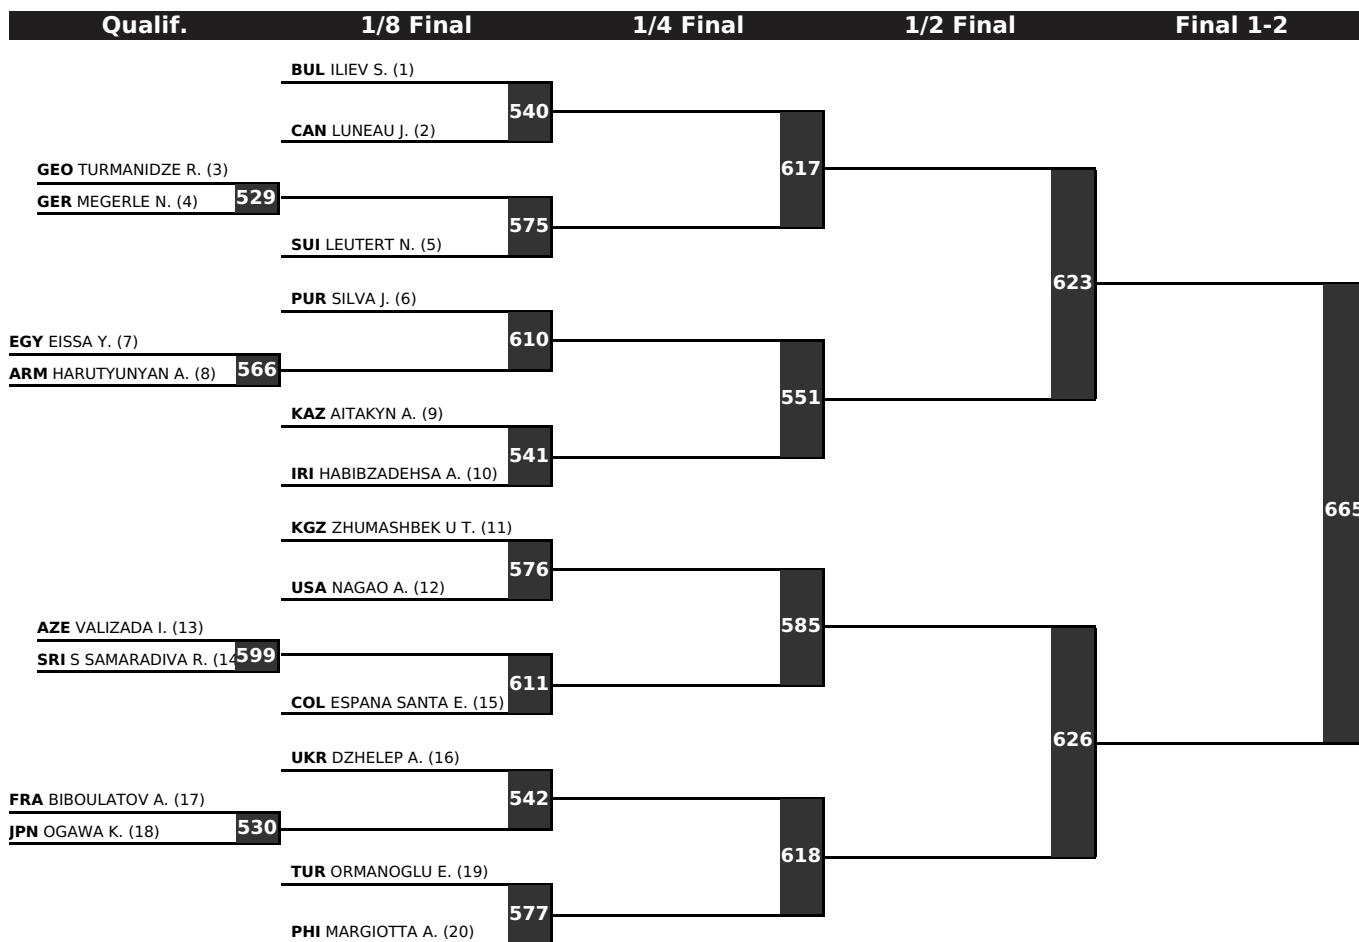 Qualif. 1/8 Final 1/4 Final 1/2 Final Final 1-2
BUL ILIEV S. (1)
540
CAN LUNEAU J. (2)
GEO TURMANIDZE R. (3)
617
GER MEGERLE N. (4) 529
575
SUI LEUTERT N. (5)
623
PUR SILVA J. (6)
EGY EISSA Y. (7)
610
ARM HARUTYUNYAN A. (8) 566
551
KAZ AITAKYN A. (9)
541
IRI HABIBZADEHSA A. (10)
665
KGZ ZHUMASHBEK U T. (11)
576
USA NAGAO A. (12)
AZE VALIZADA I. (13)
585
SRI S SAMARADIVA R. (14 599
611
COL ESPANA SANTA E. (15)
626
UKR DZHELEP A. (16)
FRA BIBOULATOV A. (17)
542
JPN OGAWA K. (18) 530
618
TUR ORMANOGLU E. (19)
577
PHI MARGIOTTA A. (20)